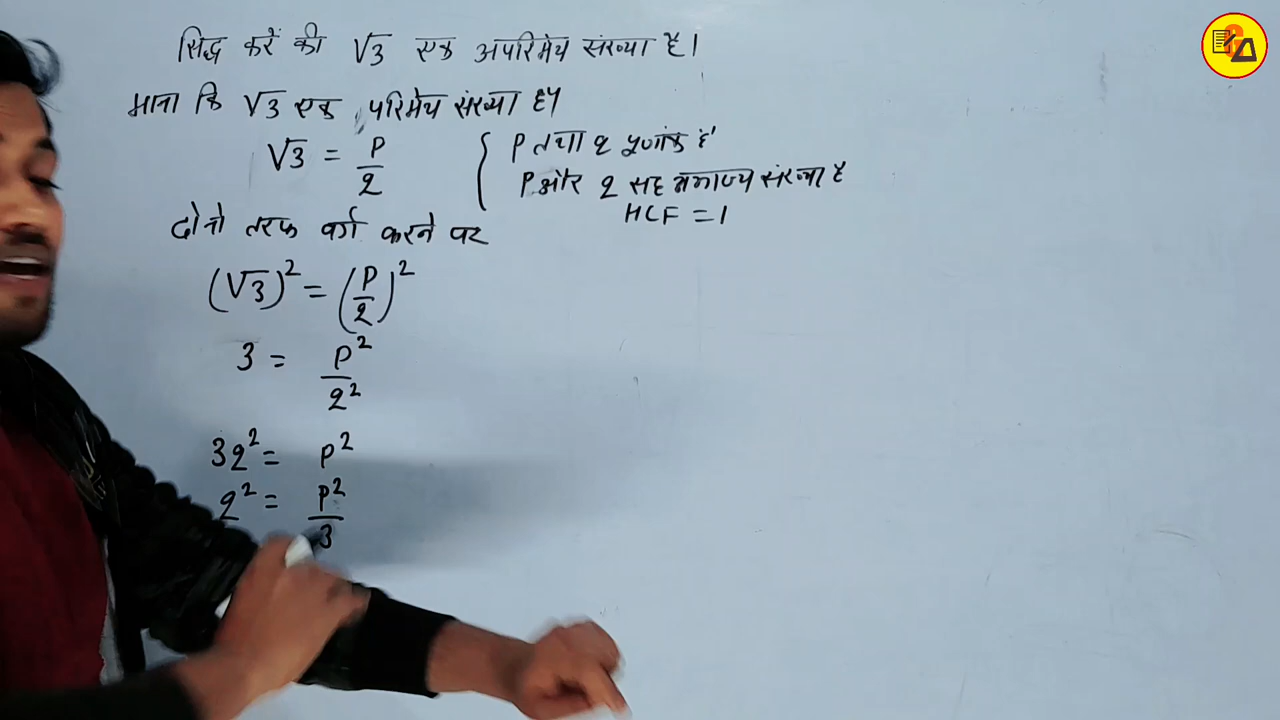 सिद्ध करें की √3 एक अपरिमेय संख्या है।
माना कि √3 एक परिमेय संख्या है।
√3 = P/q { P तथा q पूर्णांक है
P और q सह अभाज्य संख्या है
HCF = 1
दोनो तरफ वर्ग करने पर
(√3)² = (P/q)²
3 = P²/q²
3q² = P²
q² = P²/3